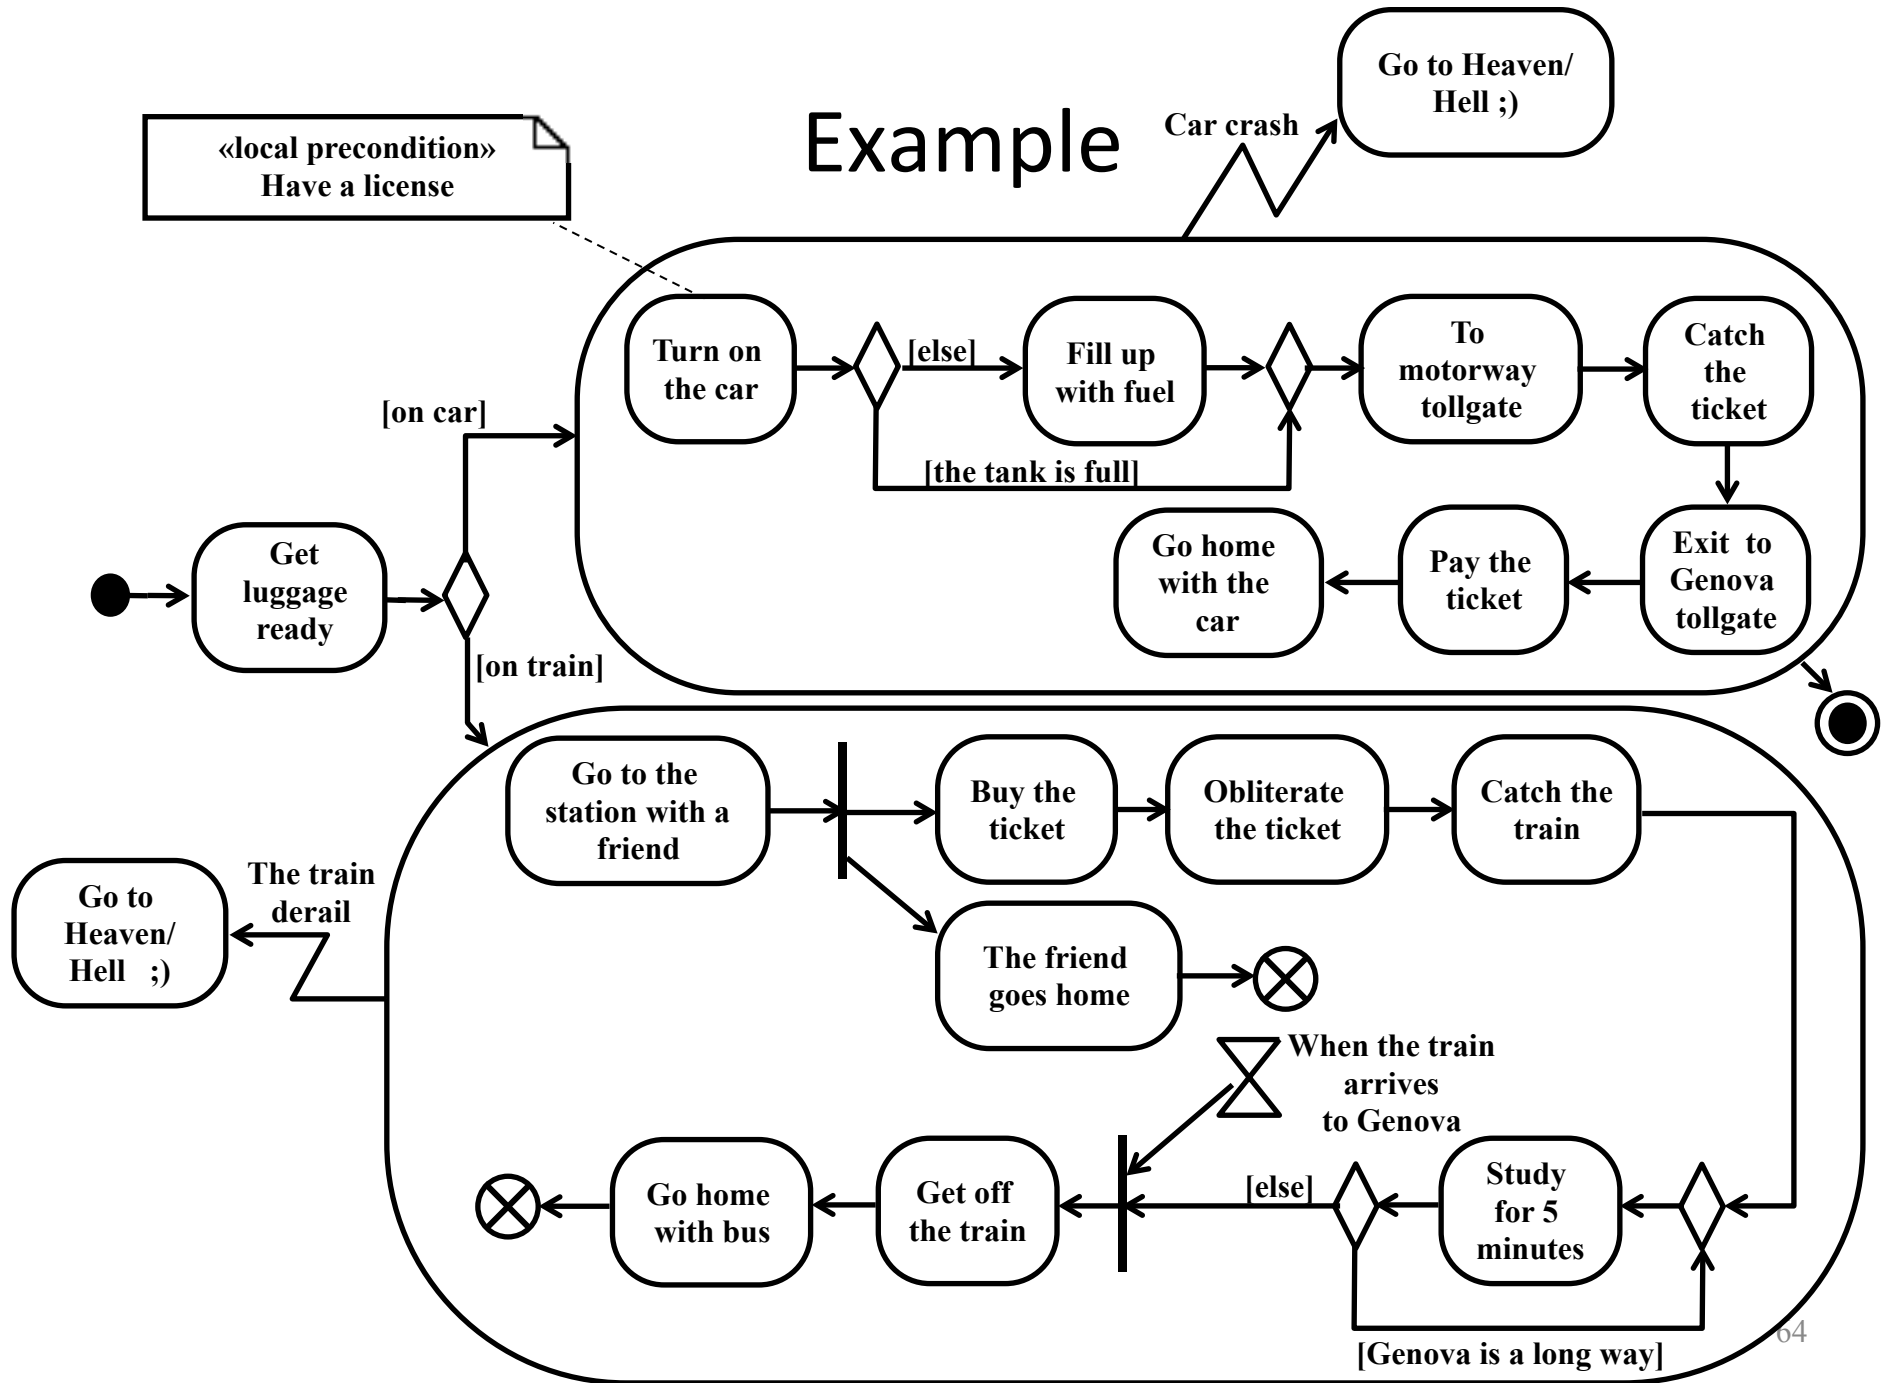 Example
«local precondition»
Have a license
Car crash
Go to Heaven/
Hell ;)
Turn on
the car
[else]
Fill up
with fuel
To
motorway
tollgate
Catch
the
ticket
[the tank is full]
[on car]
Go home
with the
car
Pay the
ticket
Exit to
Genova
tollgate
Get
luggage
ready
[on train]
Go to the
station with a
friend
Buy the
ticket
Obliterate
the ticket
Catch the
train
The train
derail
Go to
Heaven/
Hell ;)
The friend
goes home
When the train
arrives
to Genova
Go home
with bus
Get off
the train
[else]
Study
for 5
minutes
[Genova is a long way]
64